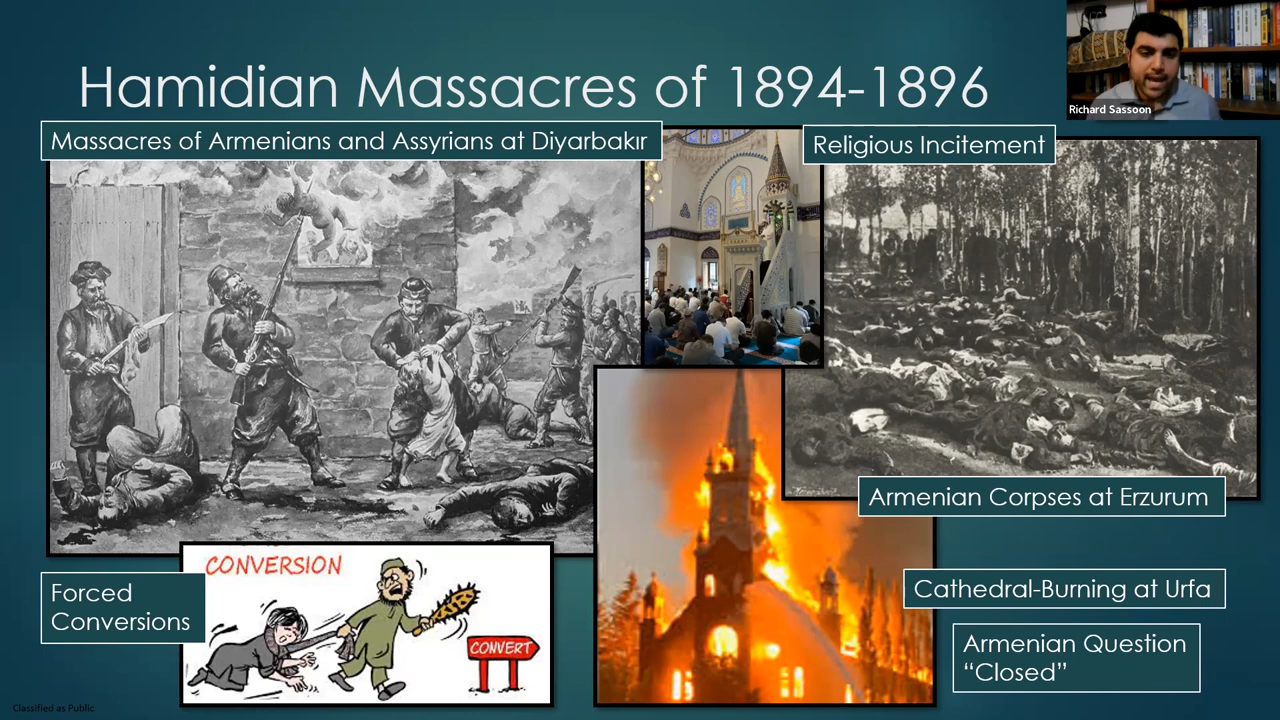 Hamidian Massacres of 1894-1896
Richard Sassoon
Massacres of Armenians and Assyrians at Diyarbakır
Religious Incitement
Armenian Corpses at Erzurum
CONVERSION
CONVERT
Forced
Conversions
Cathedral-Burning at Urfa
Armenian Question
“Closed”
Classified as Public